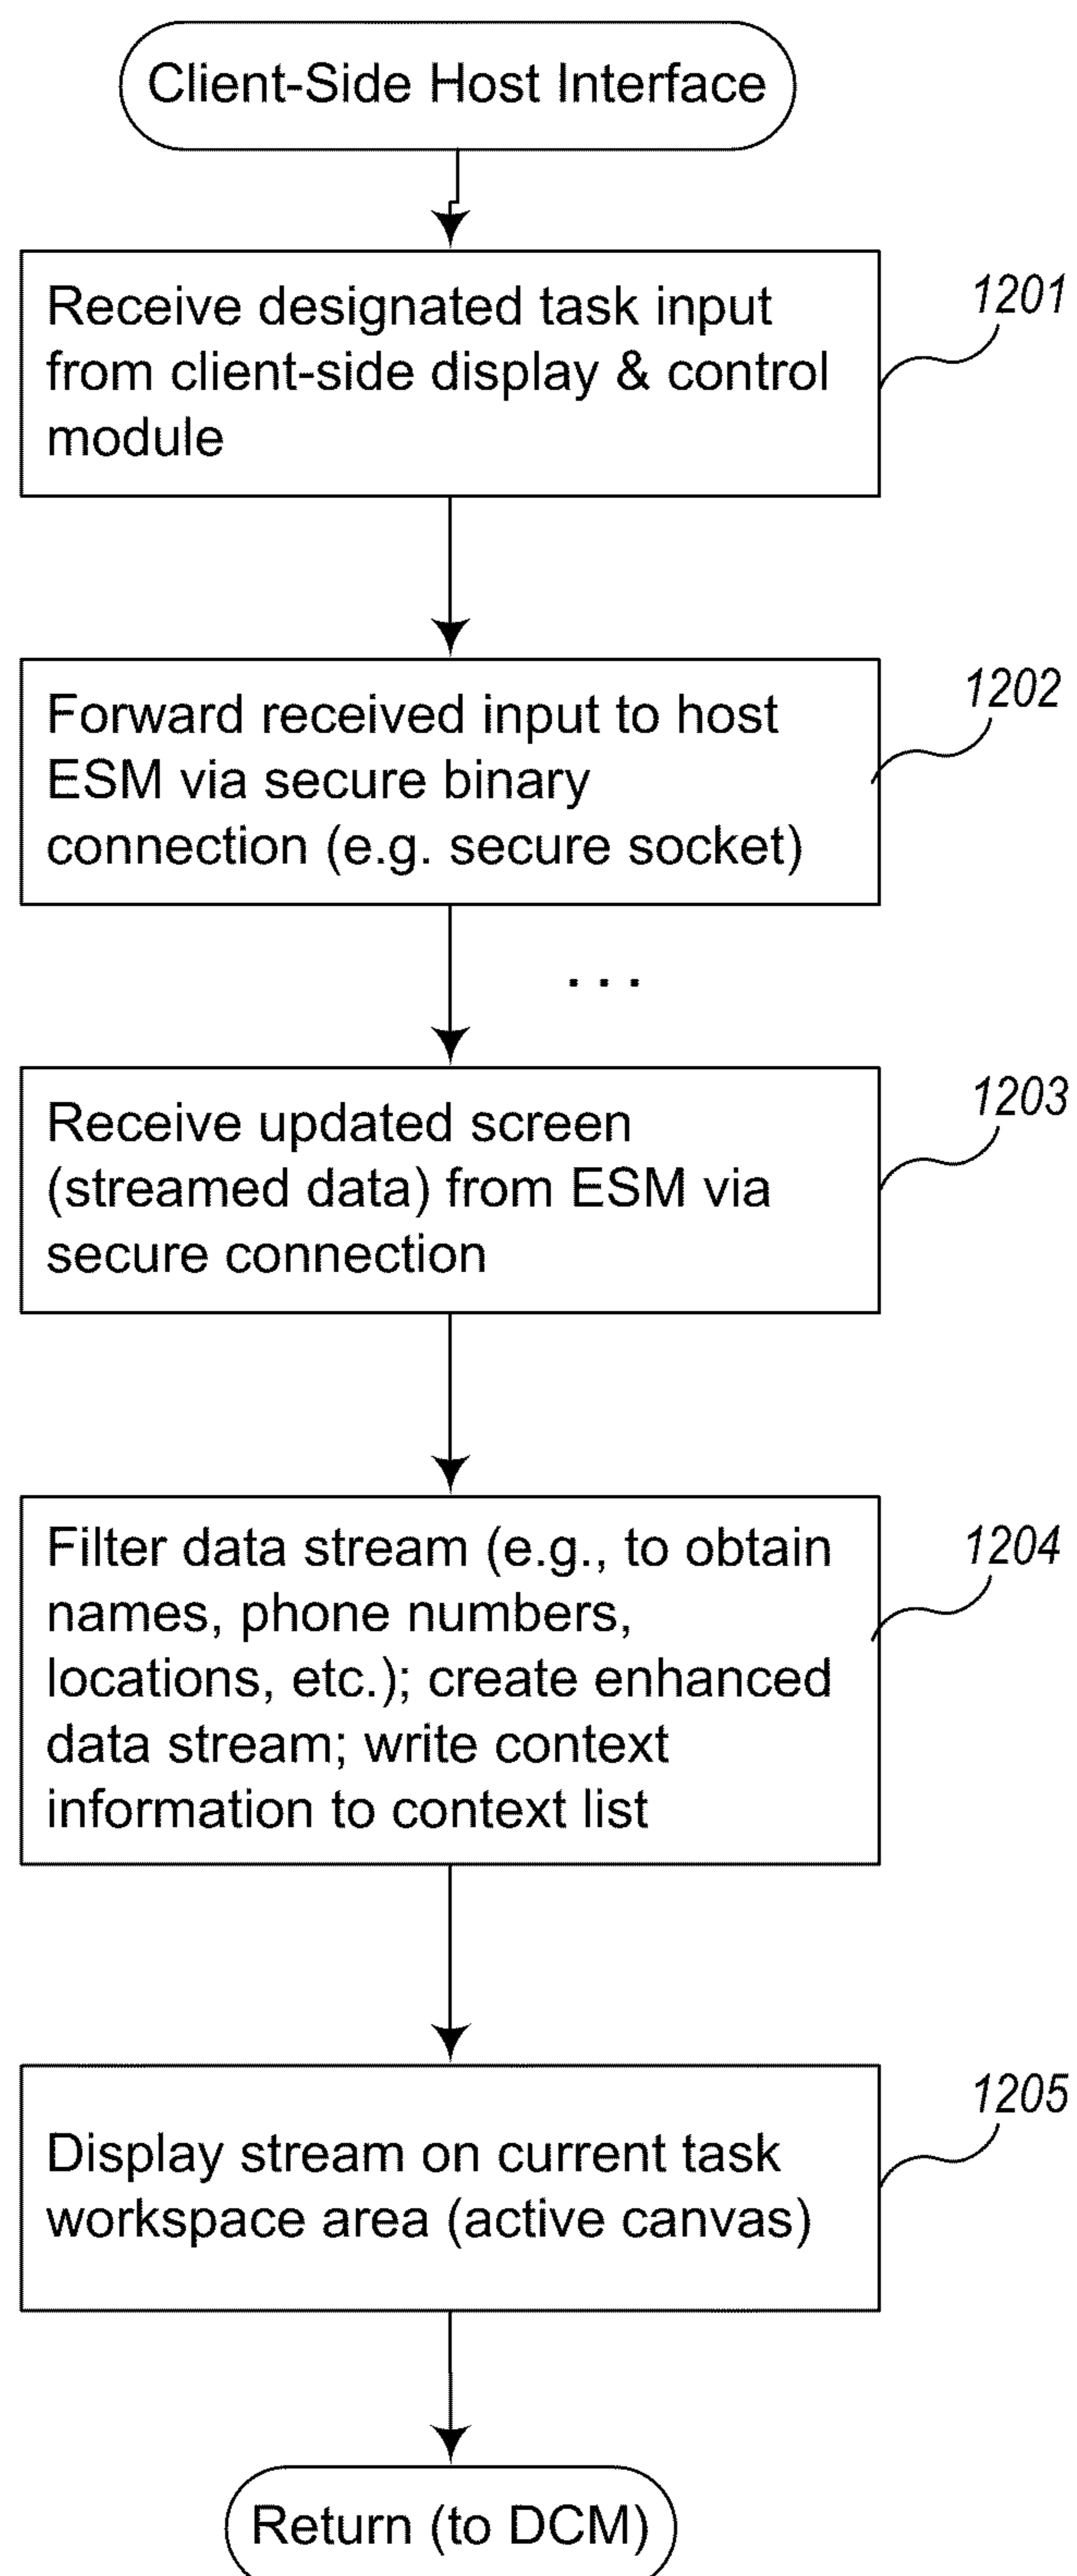 Client-Side Host Interface
Receive designated task input
from client-side display & control
module
1201
Forward received input to host
ESM via secure binary
connection (e.g. secure socket)
1202
...
Receive updated screen
(streamed data) from ESM via
secure connection
1203
Filter data stream (e.g., to obtain
names, phone numbers,
locations, etc.); create enhanced
data stream; write context
information to context list
1204
Display stream on current task
workspace area (active canvas)
1205
Return (to DCM)